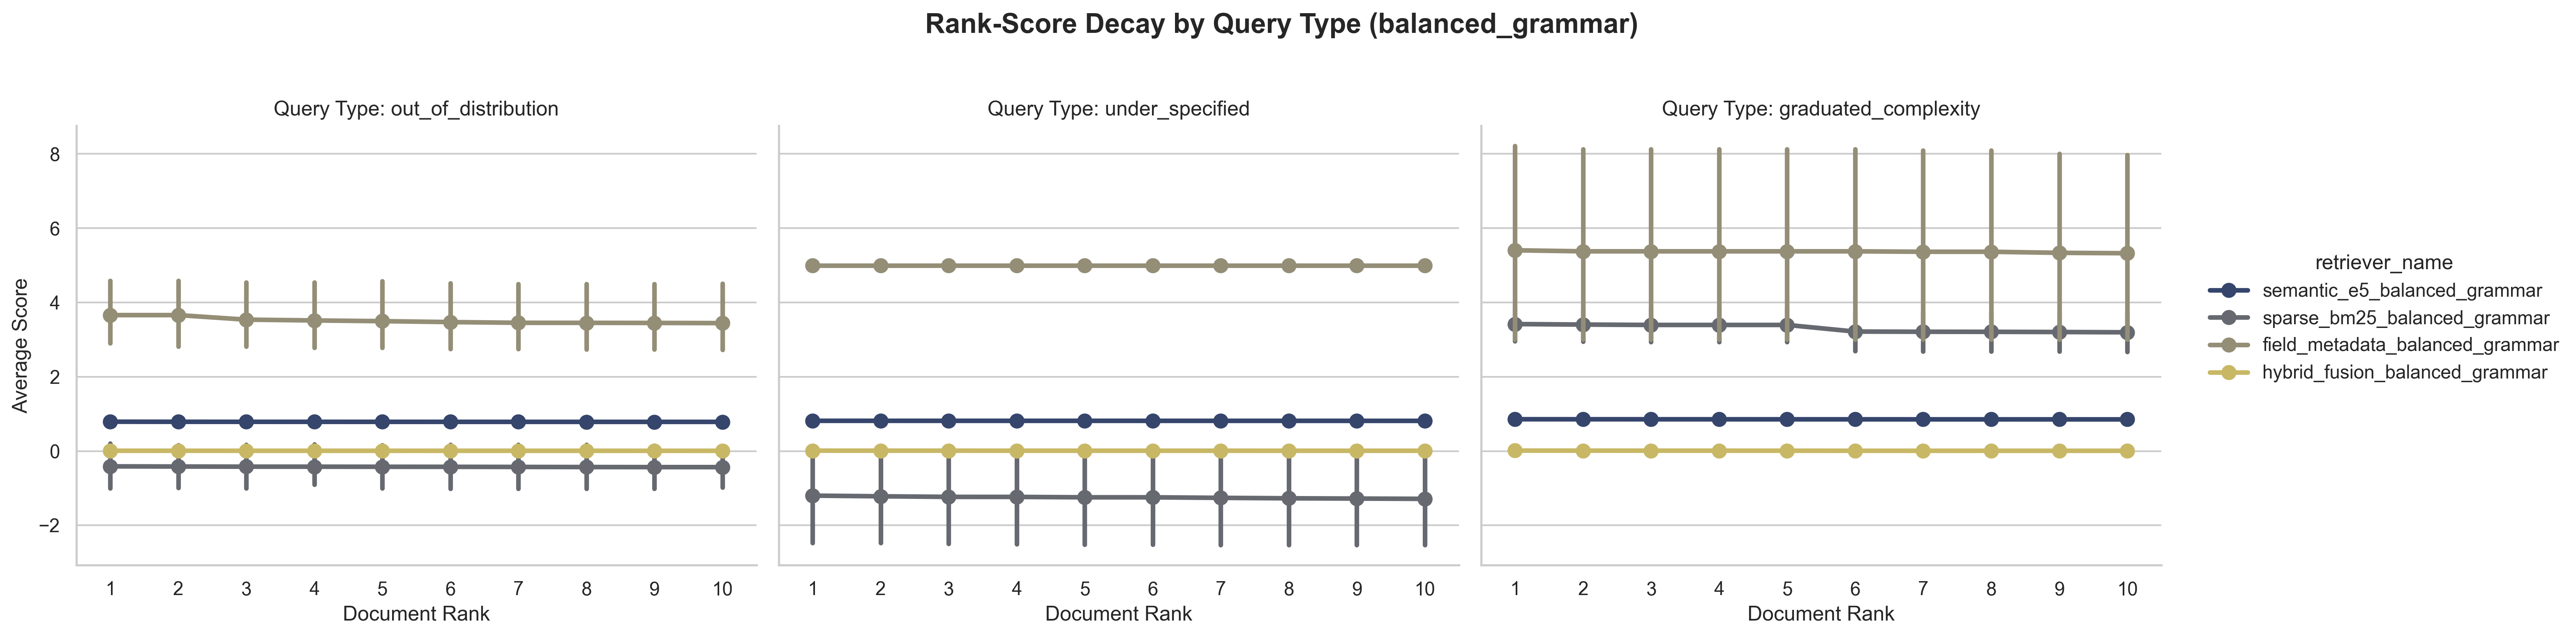 Rank-Score Decay by Query Type (balanced_grammar)
Query Type: out_of_distribution
Query Type: under_specified
Query Type: graduated_complexity
Average Score
8
6
4
2
0
−2
1 2 3 4 5 6 7 8 9 10
1 2 3 4 5 6 7 8 9 10
1 2 3 4 5 6 7 8 9 10
Document Rank
Document Rank
Document Rank
retriever_name
semantic_e5_balanced_grammar
sparse_bm25_balanced_grammar
field_metadata_balanced_grammar
hybrid_fusion_balanced_grammar